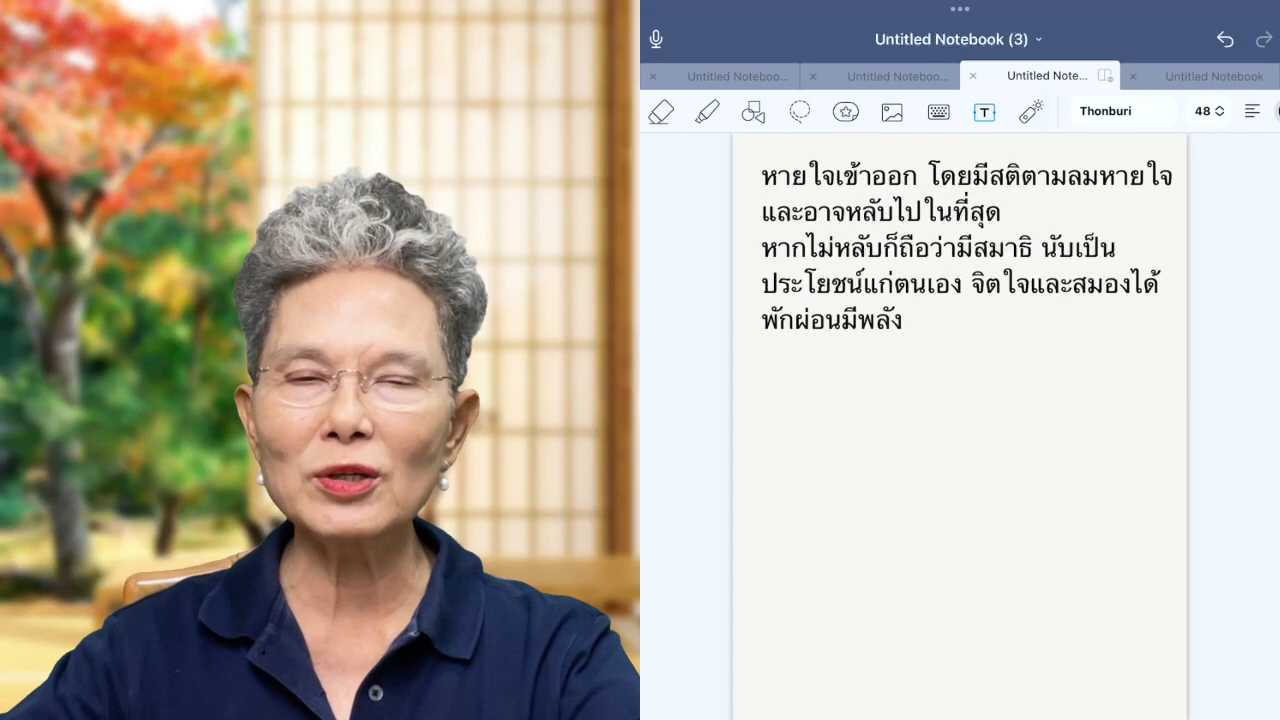 Untitled Notebook (3)
Untitled Noteboo...
Untitled Noteboo...
Untitled Note...
Untitled Notebook
T
Thonburi
48
หายใจเข้าออก โดยมีสติตามลมหายใจ
และอาจหลับไปในที่สุด
หากไม่หลับก็ถือว่ามีสมาธิ นับเป็น
ประโยชน์แก่ตนเอง จิตใจและสมองได้
พักผ่อนมีพลัง